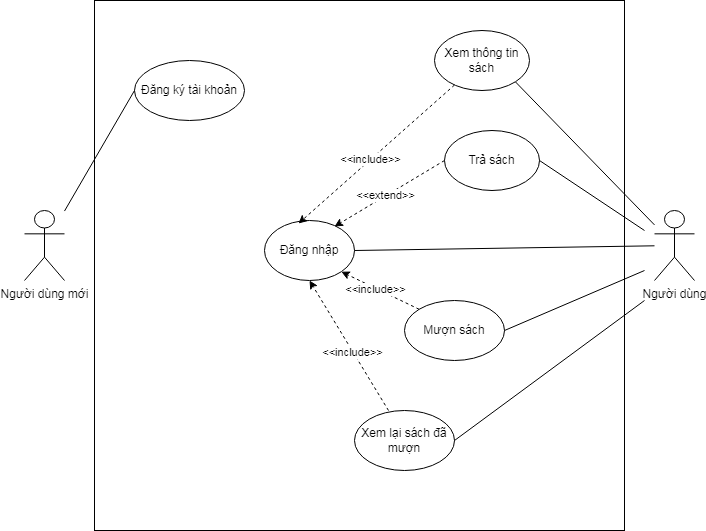 Xem thông tin
sách
Đăng ký tài khoản
<<include>>
Trả sách
<<extend>>
Đăng nhập
<<include>>
Người dùng mới
Người dùng
Mượn sách
<<include>>
Xem lại sách đã
mượn